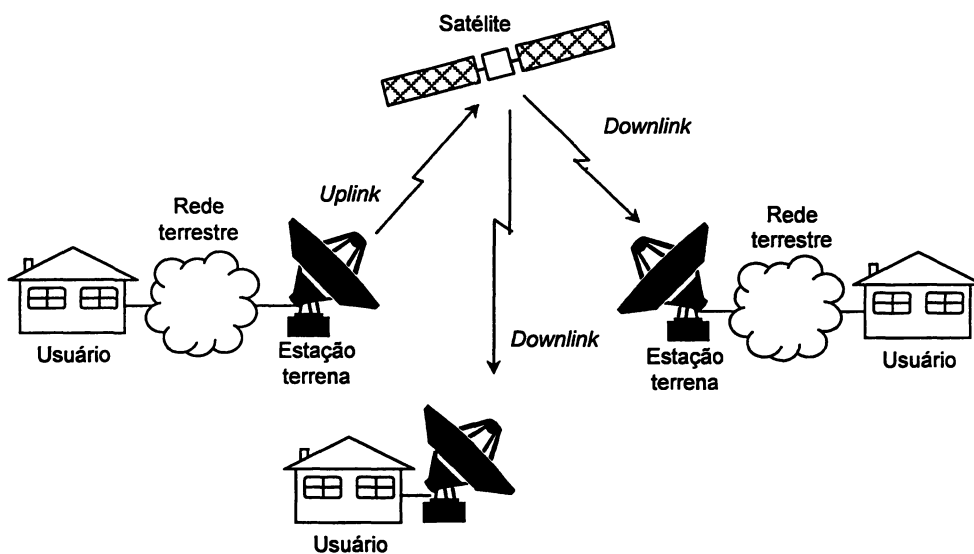 Satélite
Downlink
Uplink
Rede
terrestre
Rede
terrestre
Usuário
Estação
terrena
Downlink
Estação
terrena
Usuário
Usuário